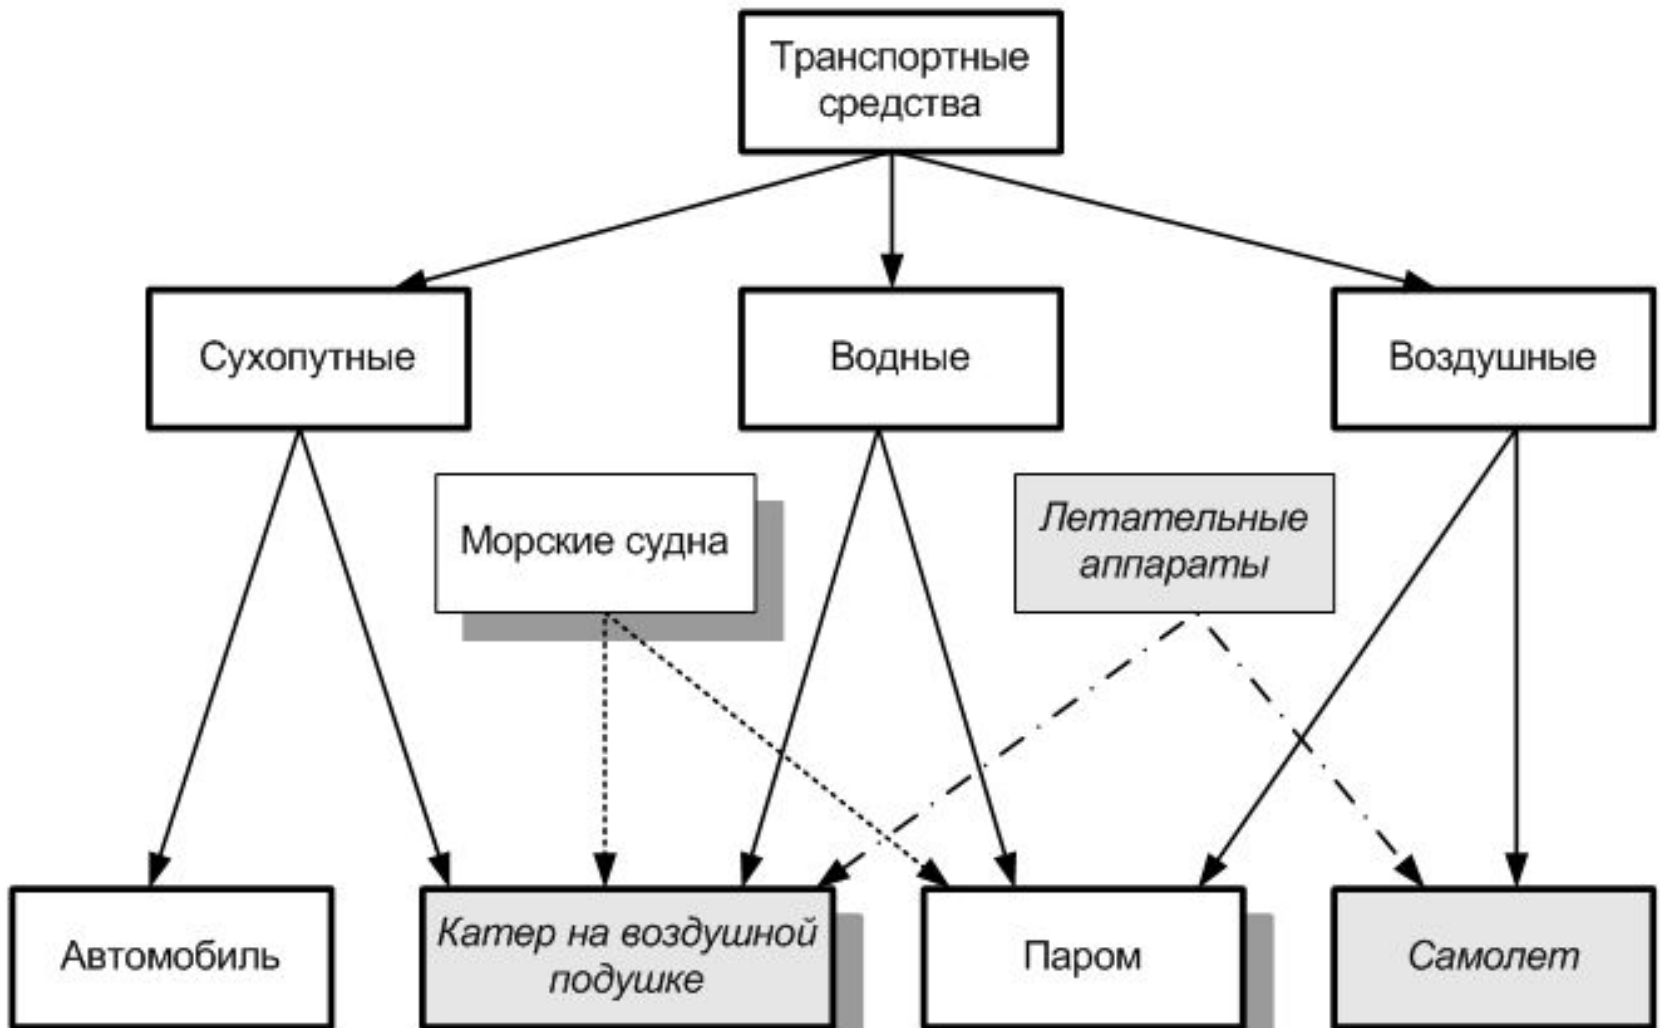 Транспортные
средства
Сухопутные
Водные
Воздушные
Морские судна
Летательные
аппараты
Автомобиль
Катер на воздушной
подушке
Паром
Самолет